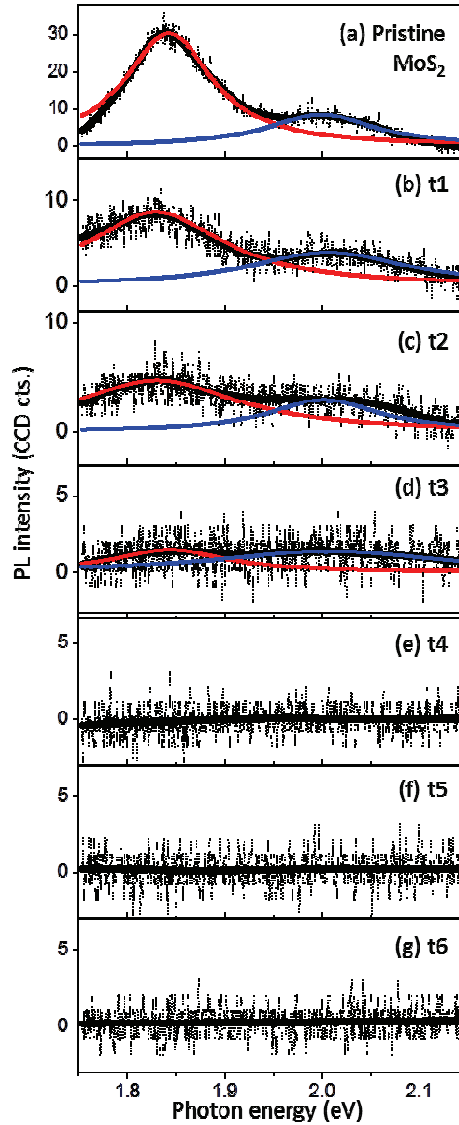 (a) Pristine
MoS2
30
20
10
0
(b) t1
10
0
(c) t2
10
0
(d) t3
5
0
(e) t4
5
0
(f) t5
5
0
(g) t6
5
0
PL intensity (CCD cts.)
1.8 1.9 2.0 2.1
Photon energy (eV)